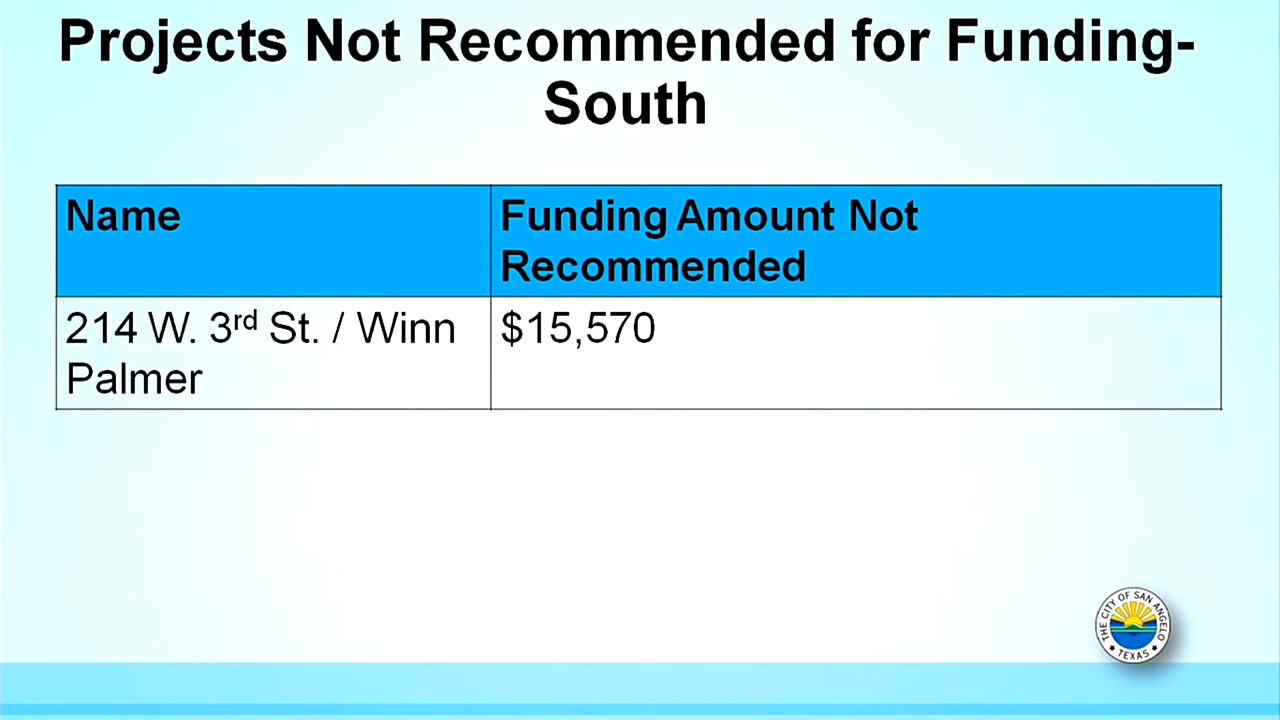 Projects Not Recommended for Funding-
South
Name
Funding Amount Not
Recommended
214 W. 3rd St. / Winn
Palmer
$15,570
THE CITY OF SAN ANGELO
TEXAS